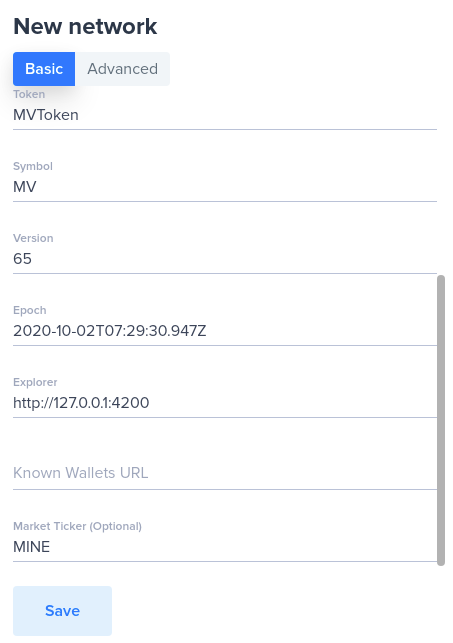 New network
Basic Advanced
Token
MVToken
Symbol
MV
Version
65
Epoch
2020-10-02T07:29:30.947Z
Explorer
http://127.0.0.1:4200
Known Wallets URL
Market Ticker (Optional)
MINE
Save